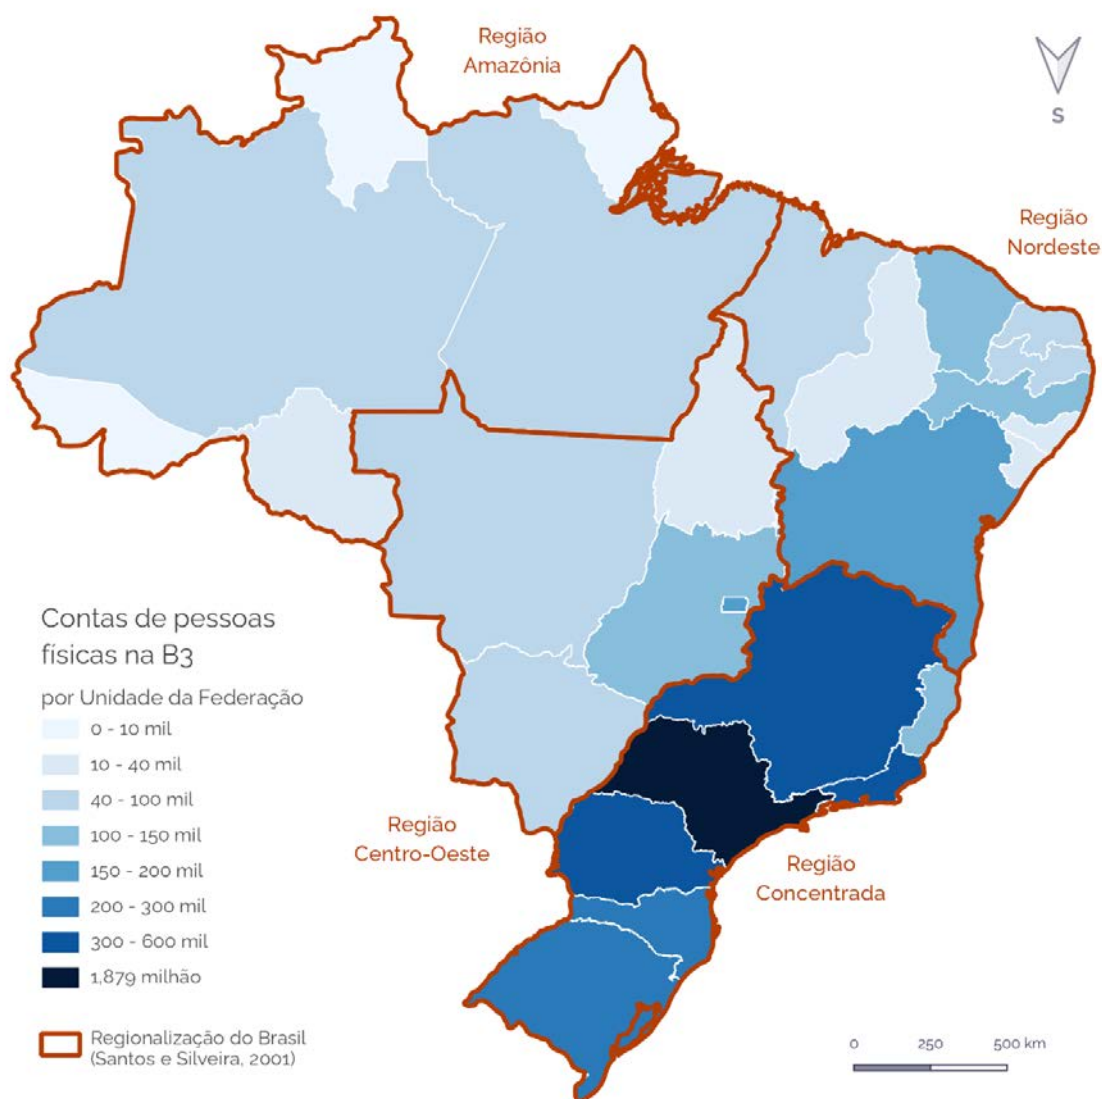 Região
Amazônia
S
Região
Nordeste
Contas de pessoas
físicas na B3
por Unidade da Federação
0 - 10 mil
10 - 40 mil
40 - 100 mil
100 - 150 mil
150 - 200 mil
200 - 300 mil
300 - 600 mil
1,879 milhão
Regionalização do Brasil
(Santos e Silveira, 2001)
Região
Centro-Oeste
Região
Concentrada
0 250 500 km